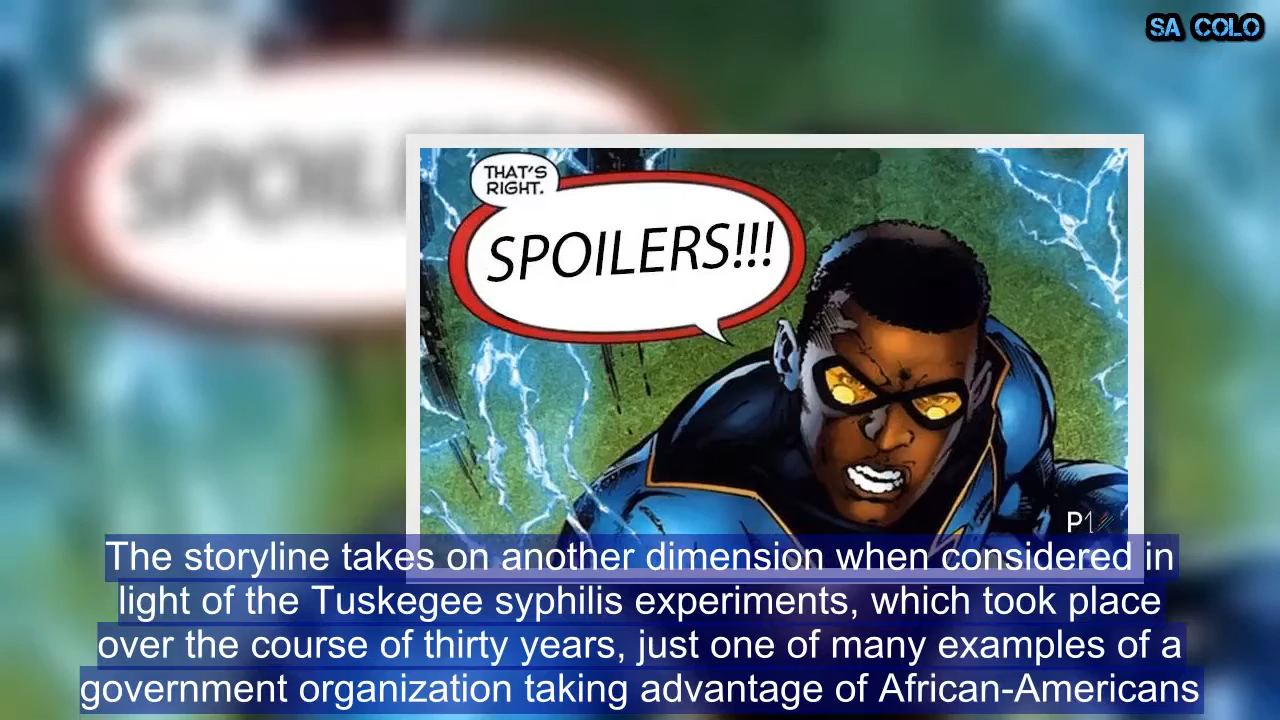 SA COLO
THAT'S
RIGHT.
SPOILERS!!!
P1
The storyline takes on another dimension when considered in
light of the Tuskegee syphilis experiments, which took place
over the course of thirty years, just one of many examples of a
government organization taking advantage of African-Americans